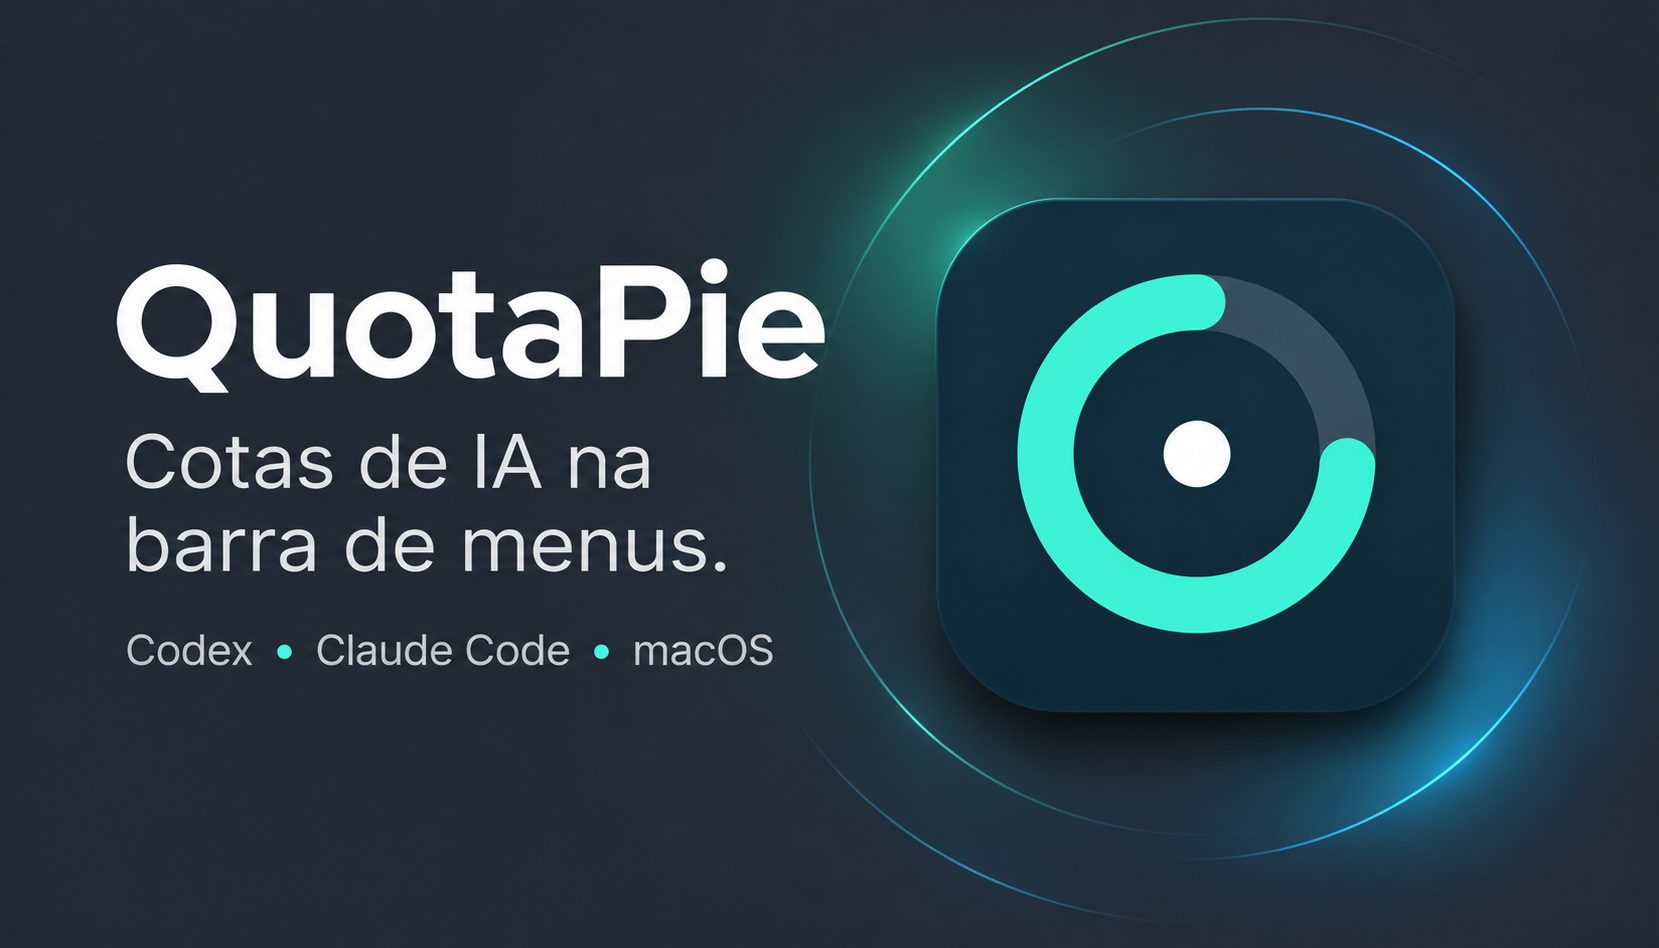 QuotaPie
Cotas de IA na
barra de menus.
Codex • Claude Code • macOS